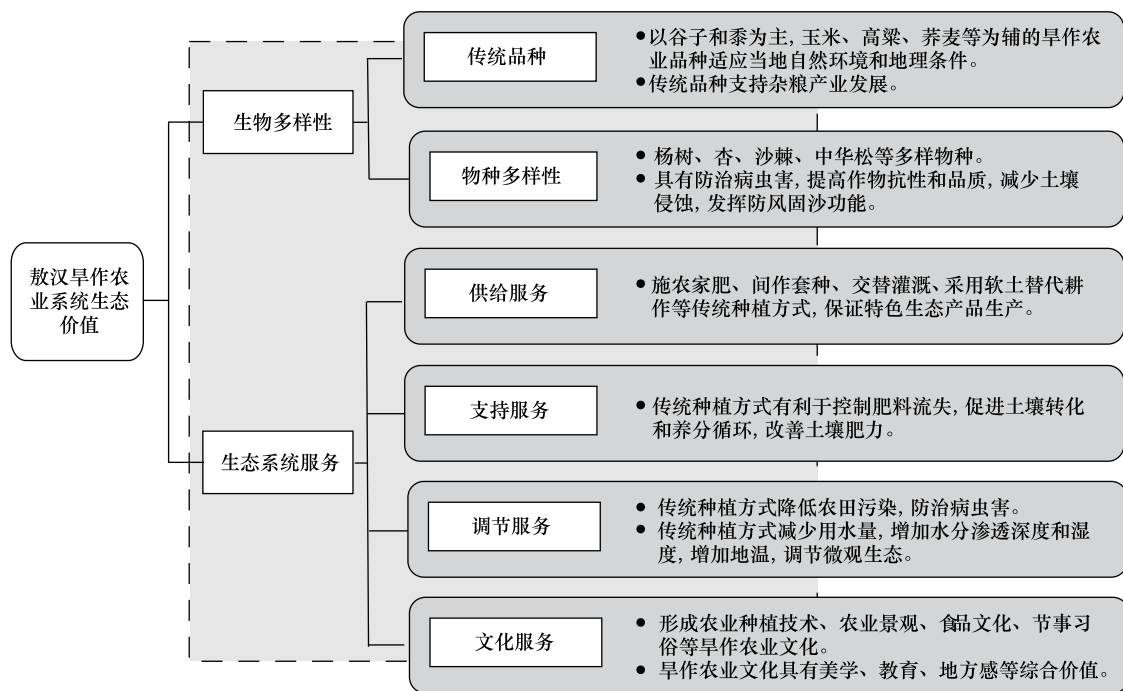 敖汉旱作农
业系统生态
价值
生物多样性
传统品种
●以谷子和黍为主,玉米、高粱、荞麦等为辅的旱作农
业品种适应当地自然环境和地理条件。
●传统品种支持杂粮产业发展。
物种多样性
● 杨树、杏、沙棘、中华松等多样物种。
● 具有防治病虫害,提高作物抗性和品质,减少土壤
侵蚀,发挥防风固沙功能。
生态系统服务
供给服务
● 施农家肥、间作套种、交替灌溉、采用软土替代耕
作等传统种植方式,保证特色生态产品生产。
支持服务
● 传统种植方式有利于控制肥料流失,促进土壤转化
和养分循环,改善土壤肥力。
调节服务
● 传统种植方式降低农田污染,防治病虫害。
● 传统种植方式减少用水量,增加水分渗透深度和湿
度,增加地温,调节微观生态。
文化服务
● 形成农业种植技术、农业景观、食品文化、节事习
俗等旱作农业文化。
● 旱作农业文化具有美学、教育、地方感等综合价值。